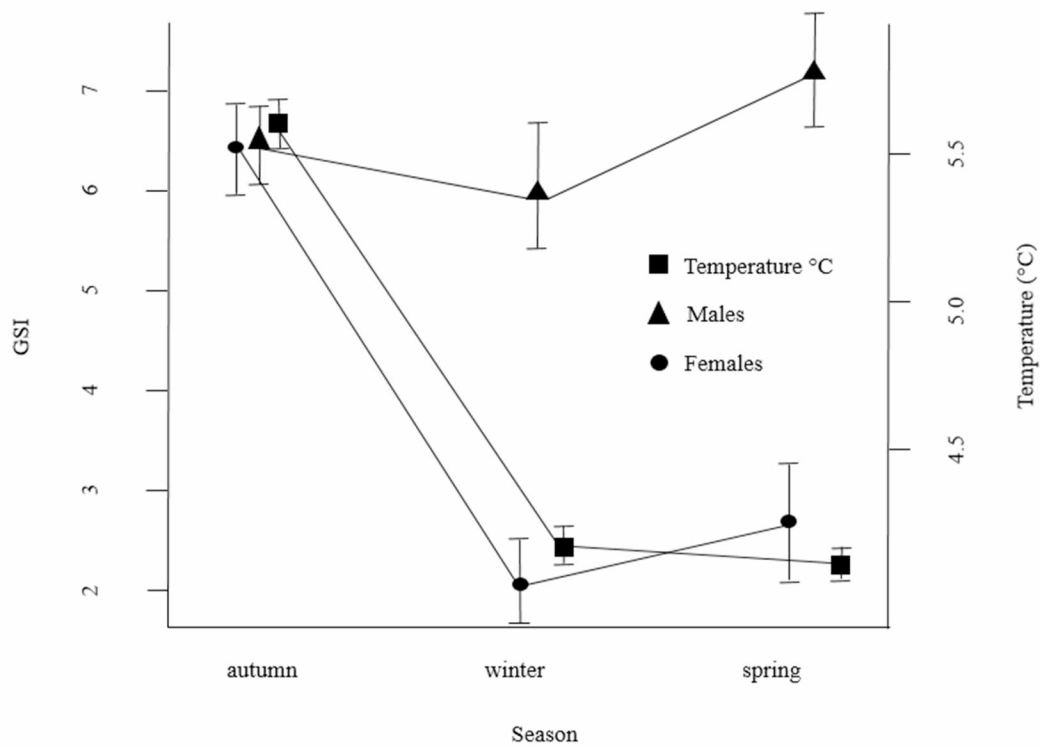 7
6
5
4
3
2
GSI
5.5
5.0
4.5
Temperature (°C)
Temperature °C
Males
Females
autumn winter spring
Season